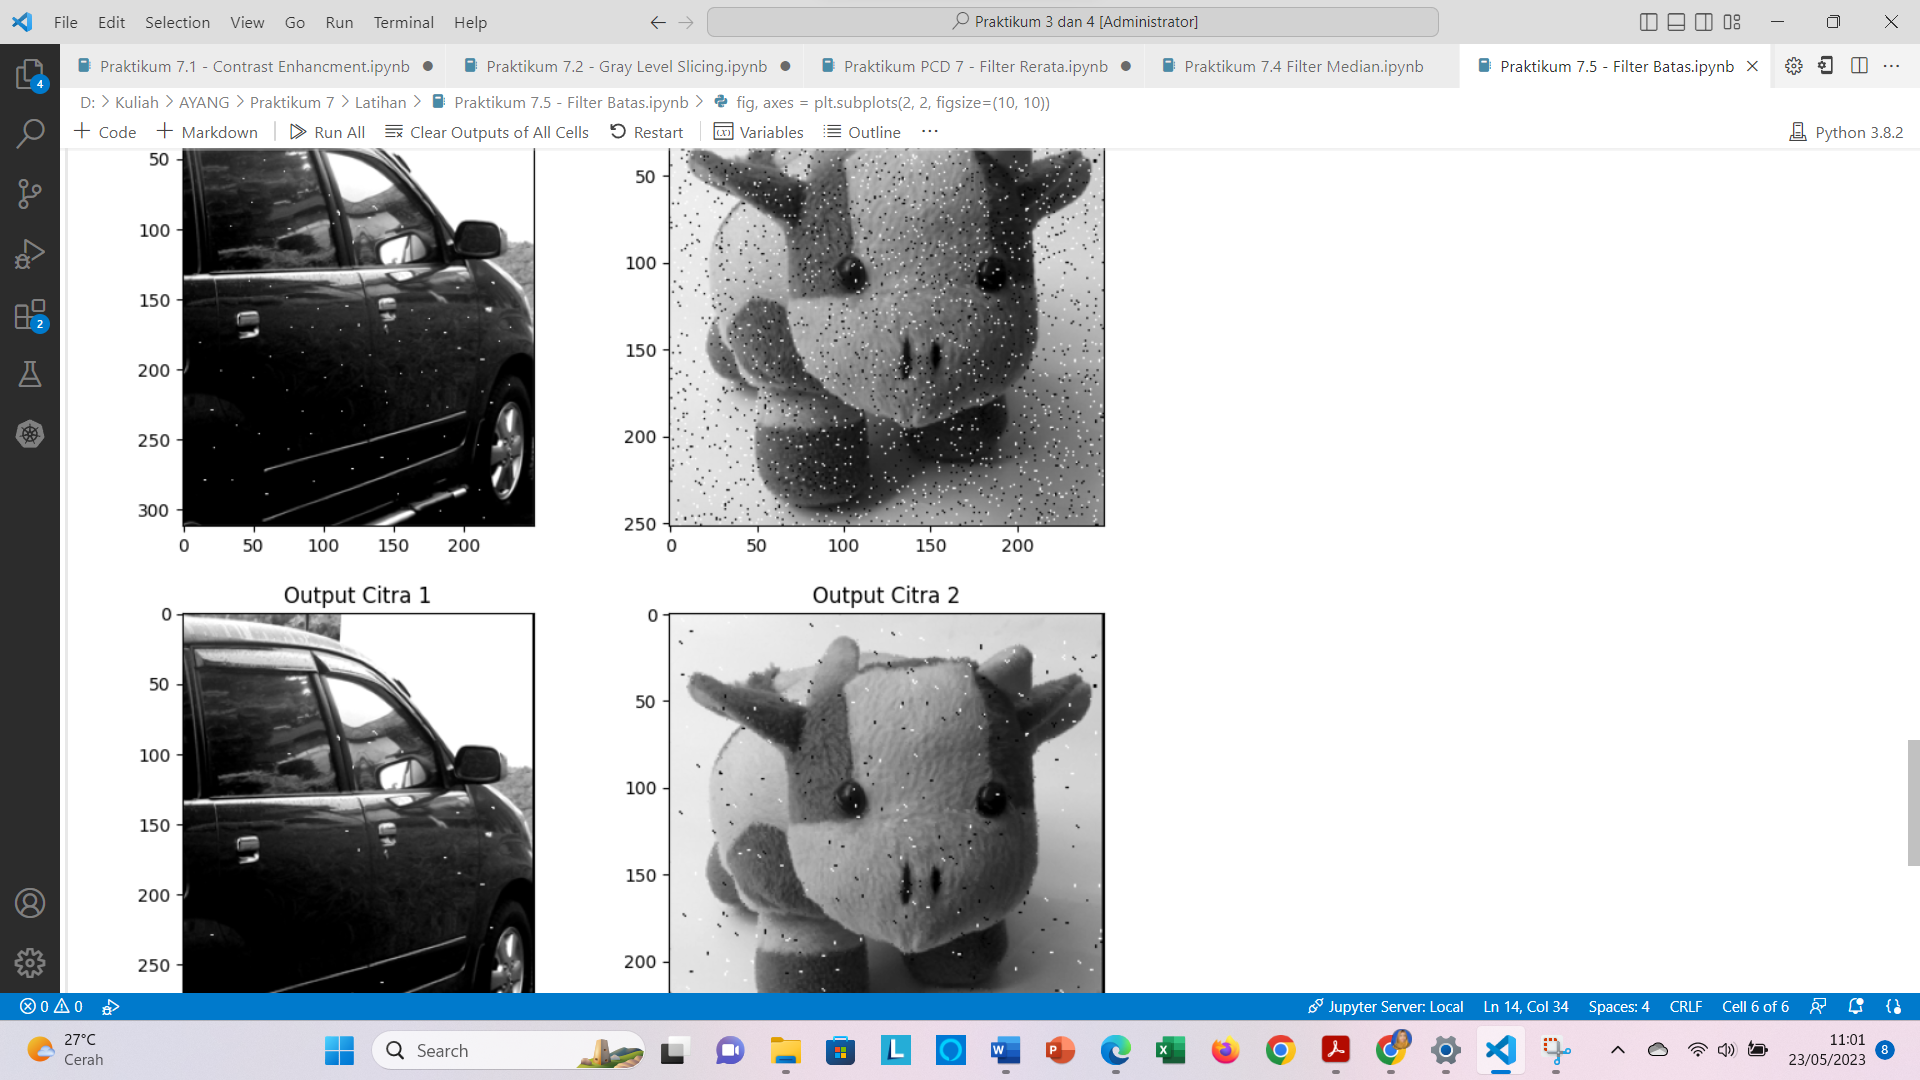 File Edit Selection View Go Run Terminal Help
Praktikum 3 dan 4 [Administrator]
Praktikum 7.1 - Contrast Enhancment.ipynb
Praktikum 7.2 - Gray Level Slicing.ipynb
Praktikum PCD 7 - Filter Rerata.ipynb
Praktikum 7.4 Filter Median.ipynb
Praktikum 7.5 - Filter Batas.ipynb
D: > Kuliah > AYANG > Praktikum 7 > Latihan > Praktikum 7.5 - Filter Batas.ipynb > fig, axes = plt.subplots(2, 2, figsize=(10, 10))
+ Code + Markdown Run All Clear Outputs of All Cells Restart Variables Outline ... Python 3.8.2
4
2
50
100
150
200
250
300
0 50 100 150 200
50
100
150
200
250
0 50 100 150 200
Output Citra 1
0
50
100
150
200
250
Output Citra 2
0
50
100
150
200
0 0
Jupyter Server: Local Ln 14, Col 34 Spaces: 4 CRLF Cell 6 of 6
27°C
Cerah
Search
11:01
23/05/2023
8